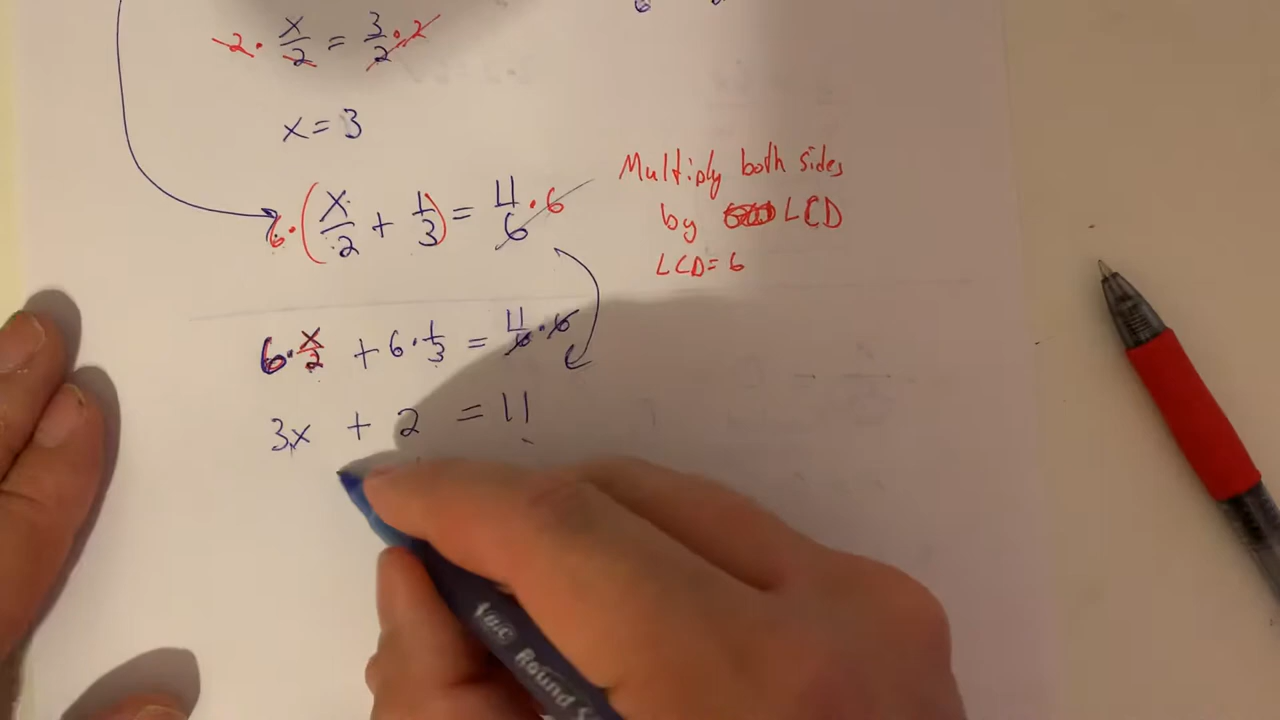 2 · x/2 = 3/2 · 2
x = 3
6 · (x/2 + 1/3) = 11/6 · 6
Multiply both sides
by LCD
LCD = 6
6 · x/2 + 6 · 1/3 = 11/6 · 6
3x + 2 = 11